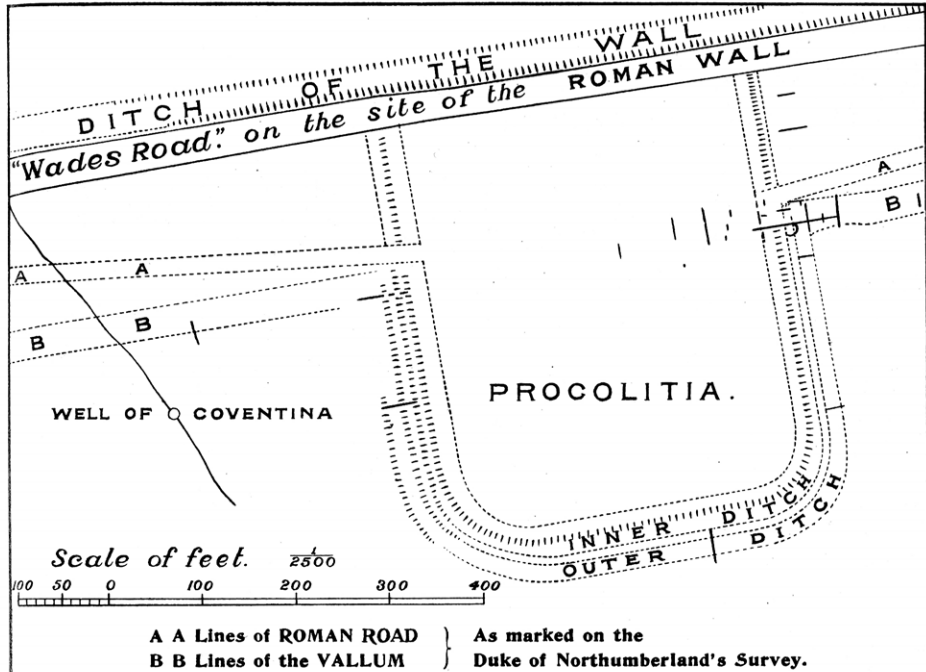 DITCH OF THE WALL
"Wades Road". on the site of the ROMAN WALL
A
B
A A
B B
WELL OF COVENTINA
PROCOLITIA.
INNER DITCH
OUTER DITCH
Scale of feet. 1/2500
100 50 0 100 200 300 400
A A Lines of ROMAN ROAD } As marked on the
B B Lines of the VALLUM } Duke of Northumberland's Survey.